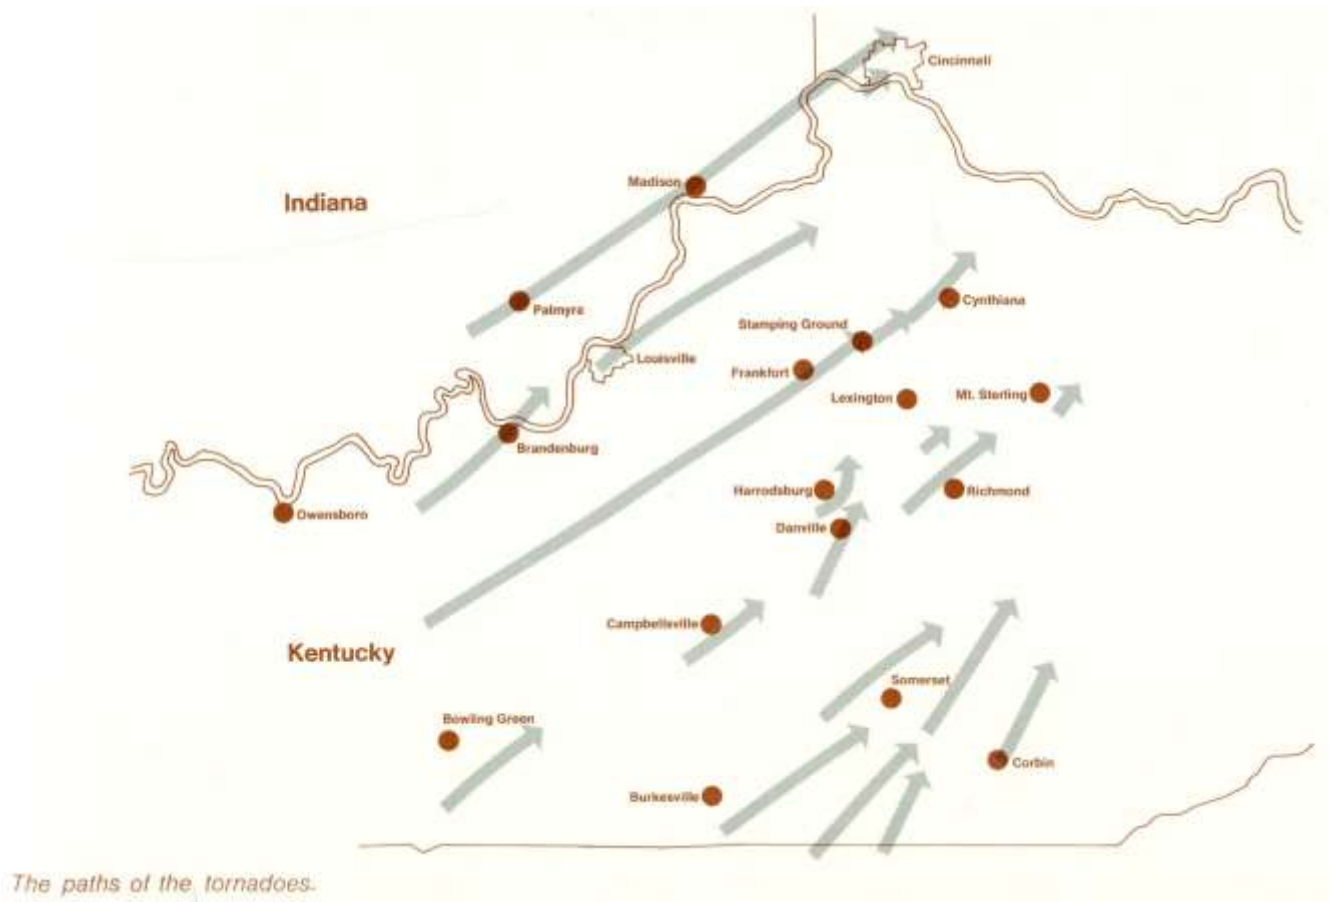 Cincinneti
Indiana
Madison
Palmyra
Cynthiana
Stamping Ground
Louisville
Frankfort
Lexington
Mt. Sterling
Brandenburg
Harrodsburg
Richmond
Owensboro
Danville
Campbellsville
Kentucky
Somerset
Bowling Green
Corbin
Burkesville
The paths of the tornadoes.